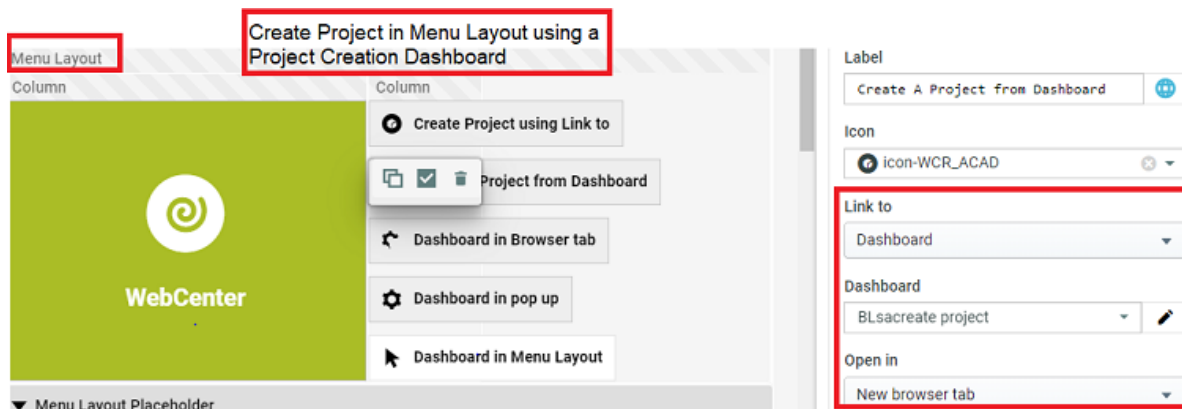 Create Project in Menu Layout using a
Project Creation Dashboard
Menu Layout
Column
Column
WebCenter
Create Project using Link to
Project from Dashboard
Dashboard in Browser tab
Dashboard in pop up
Dashboard in Menu Layout
Menu Layout Placeholder
Label
Create A Project from Dashboard
Icon
icon-WCR_ACAD
Link to
Dashboard
Dashboard
BLsacreate project
Open in
New browser tab